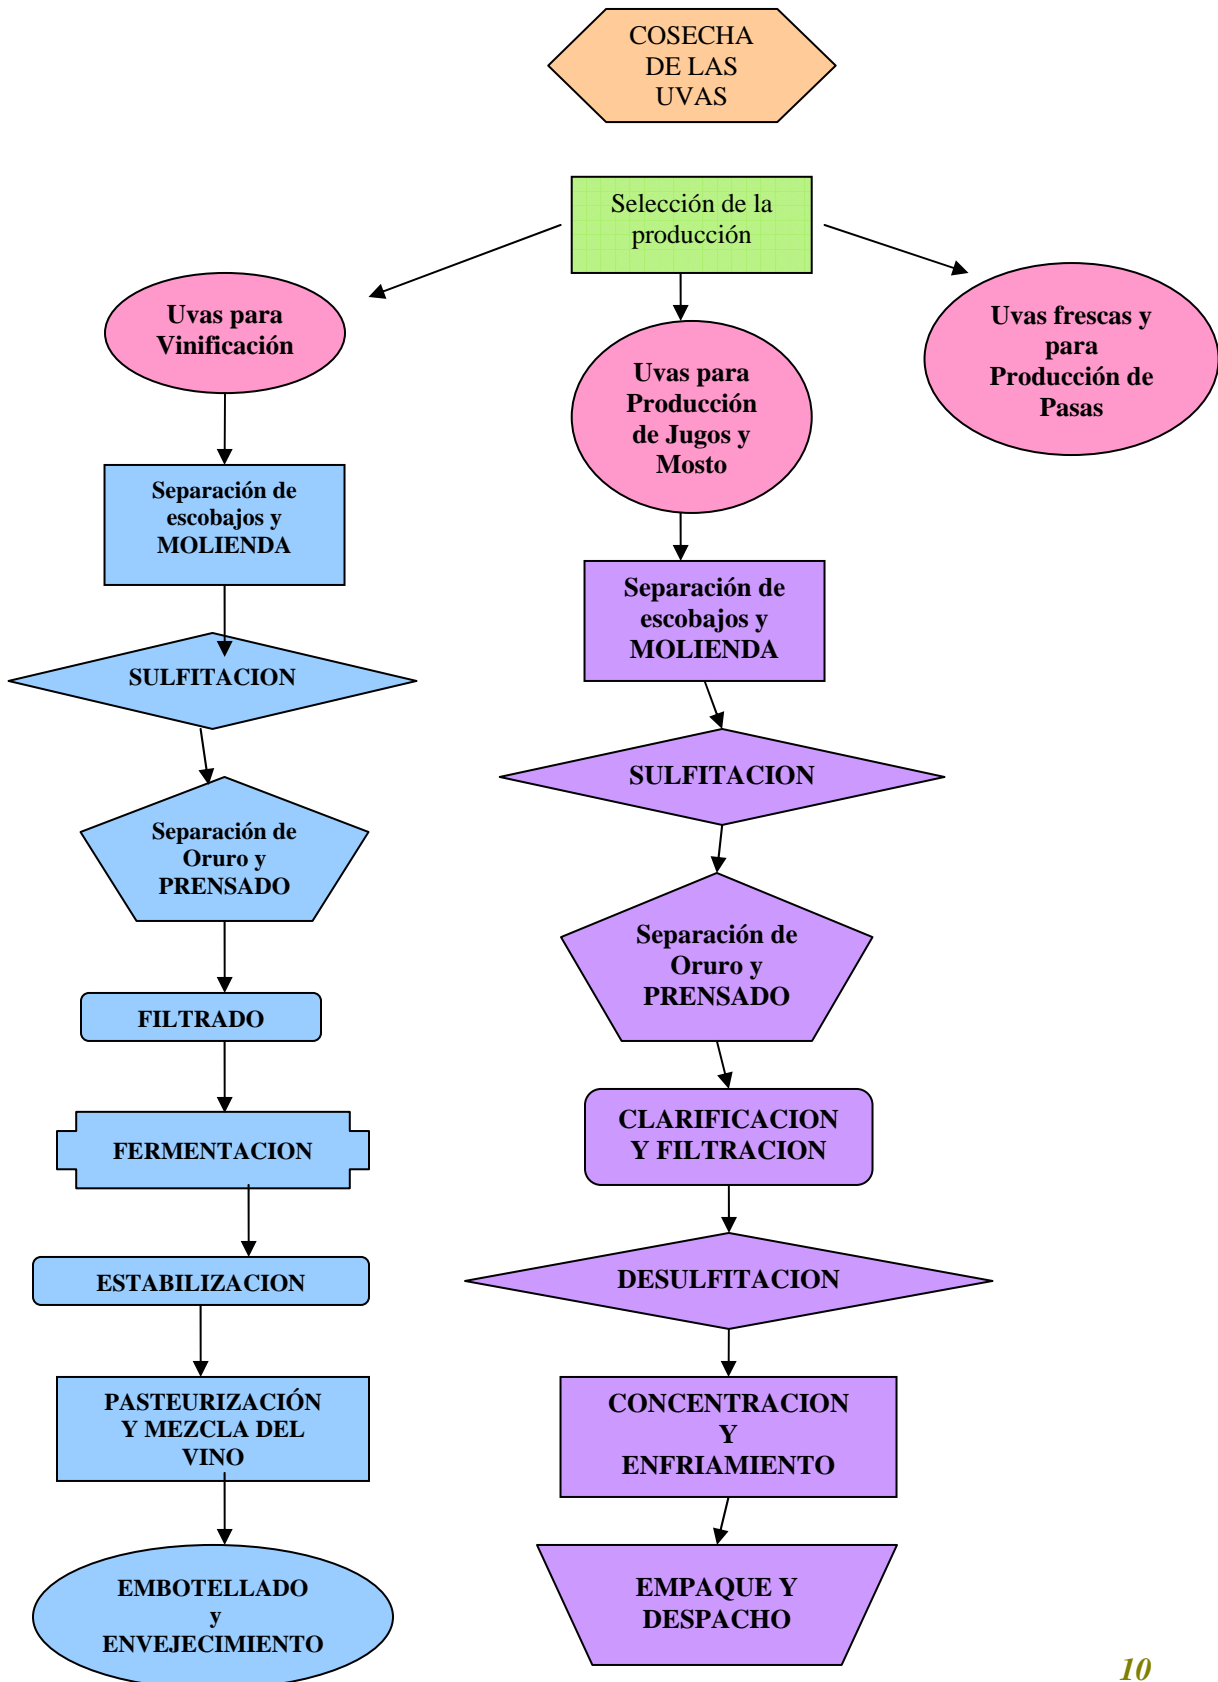 COSECHA
DE LAS
UVAS
Selección de la
producción
Uvas para
Vinificación
Uvas para
Producción
de Jugos y
Mosto
Uvas frescas y
para
Producción de
Pasas
Separación de
escobajos y
MOLIENDA
SULFITACION
Separación de
Oruro y
PRENSADO
FILTRADO
FERMENTACION
ESTABILIZACION
PASTEURIZACIÓN
Y MEZCLA DEL
VINO
EMBOTELLADO
y
ENVEJECIMIENTO
Separación de
escobajos y
MOLIENDA
SULFITACION
Separación de
Oruro y
PRENSADO
CLARIFICACION
Y FILTRACION
DESULFITACION
CONCENTRACION
Y
ENFRIAMIENTO
EMPAQUE Y
DESPACHO
10